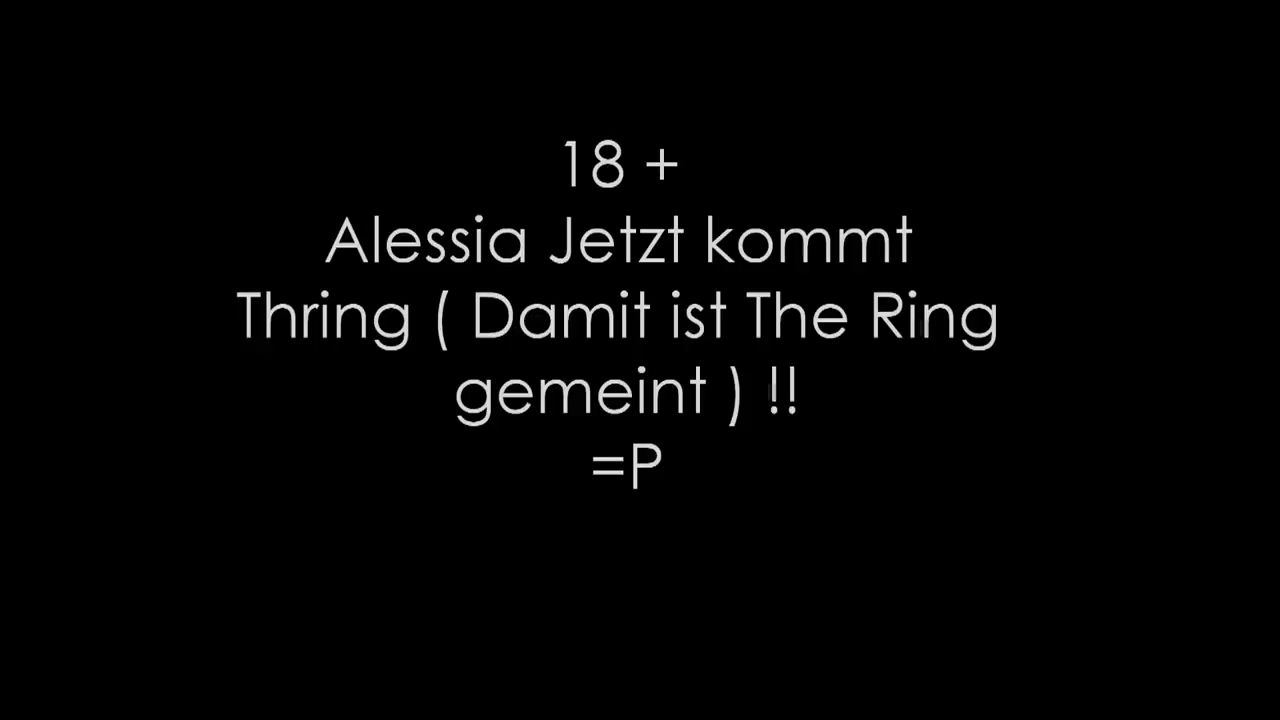 18 +
Alessia Jetzt kommt
Thring ( Damit ist The Ring
gemeint ) !!
=P